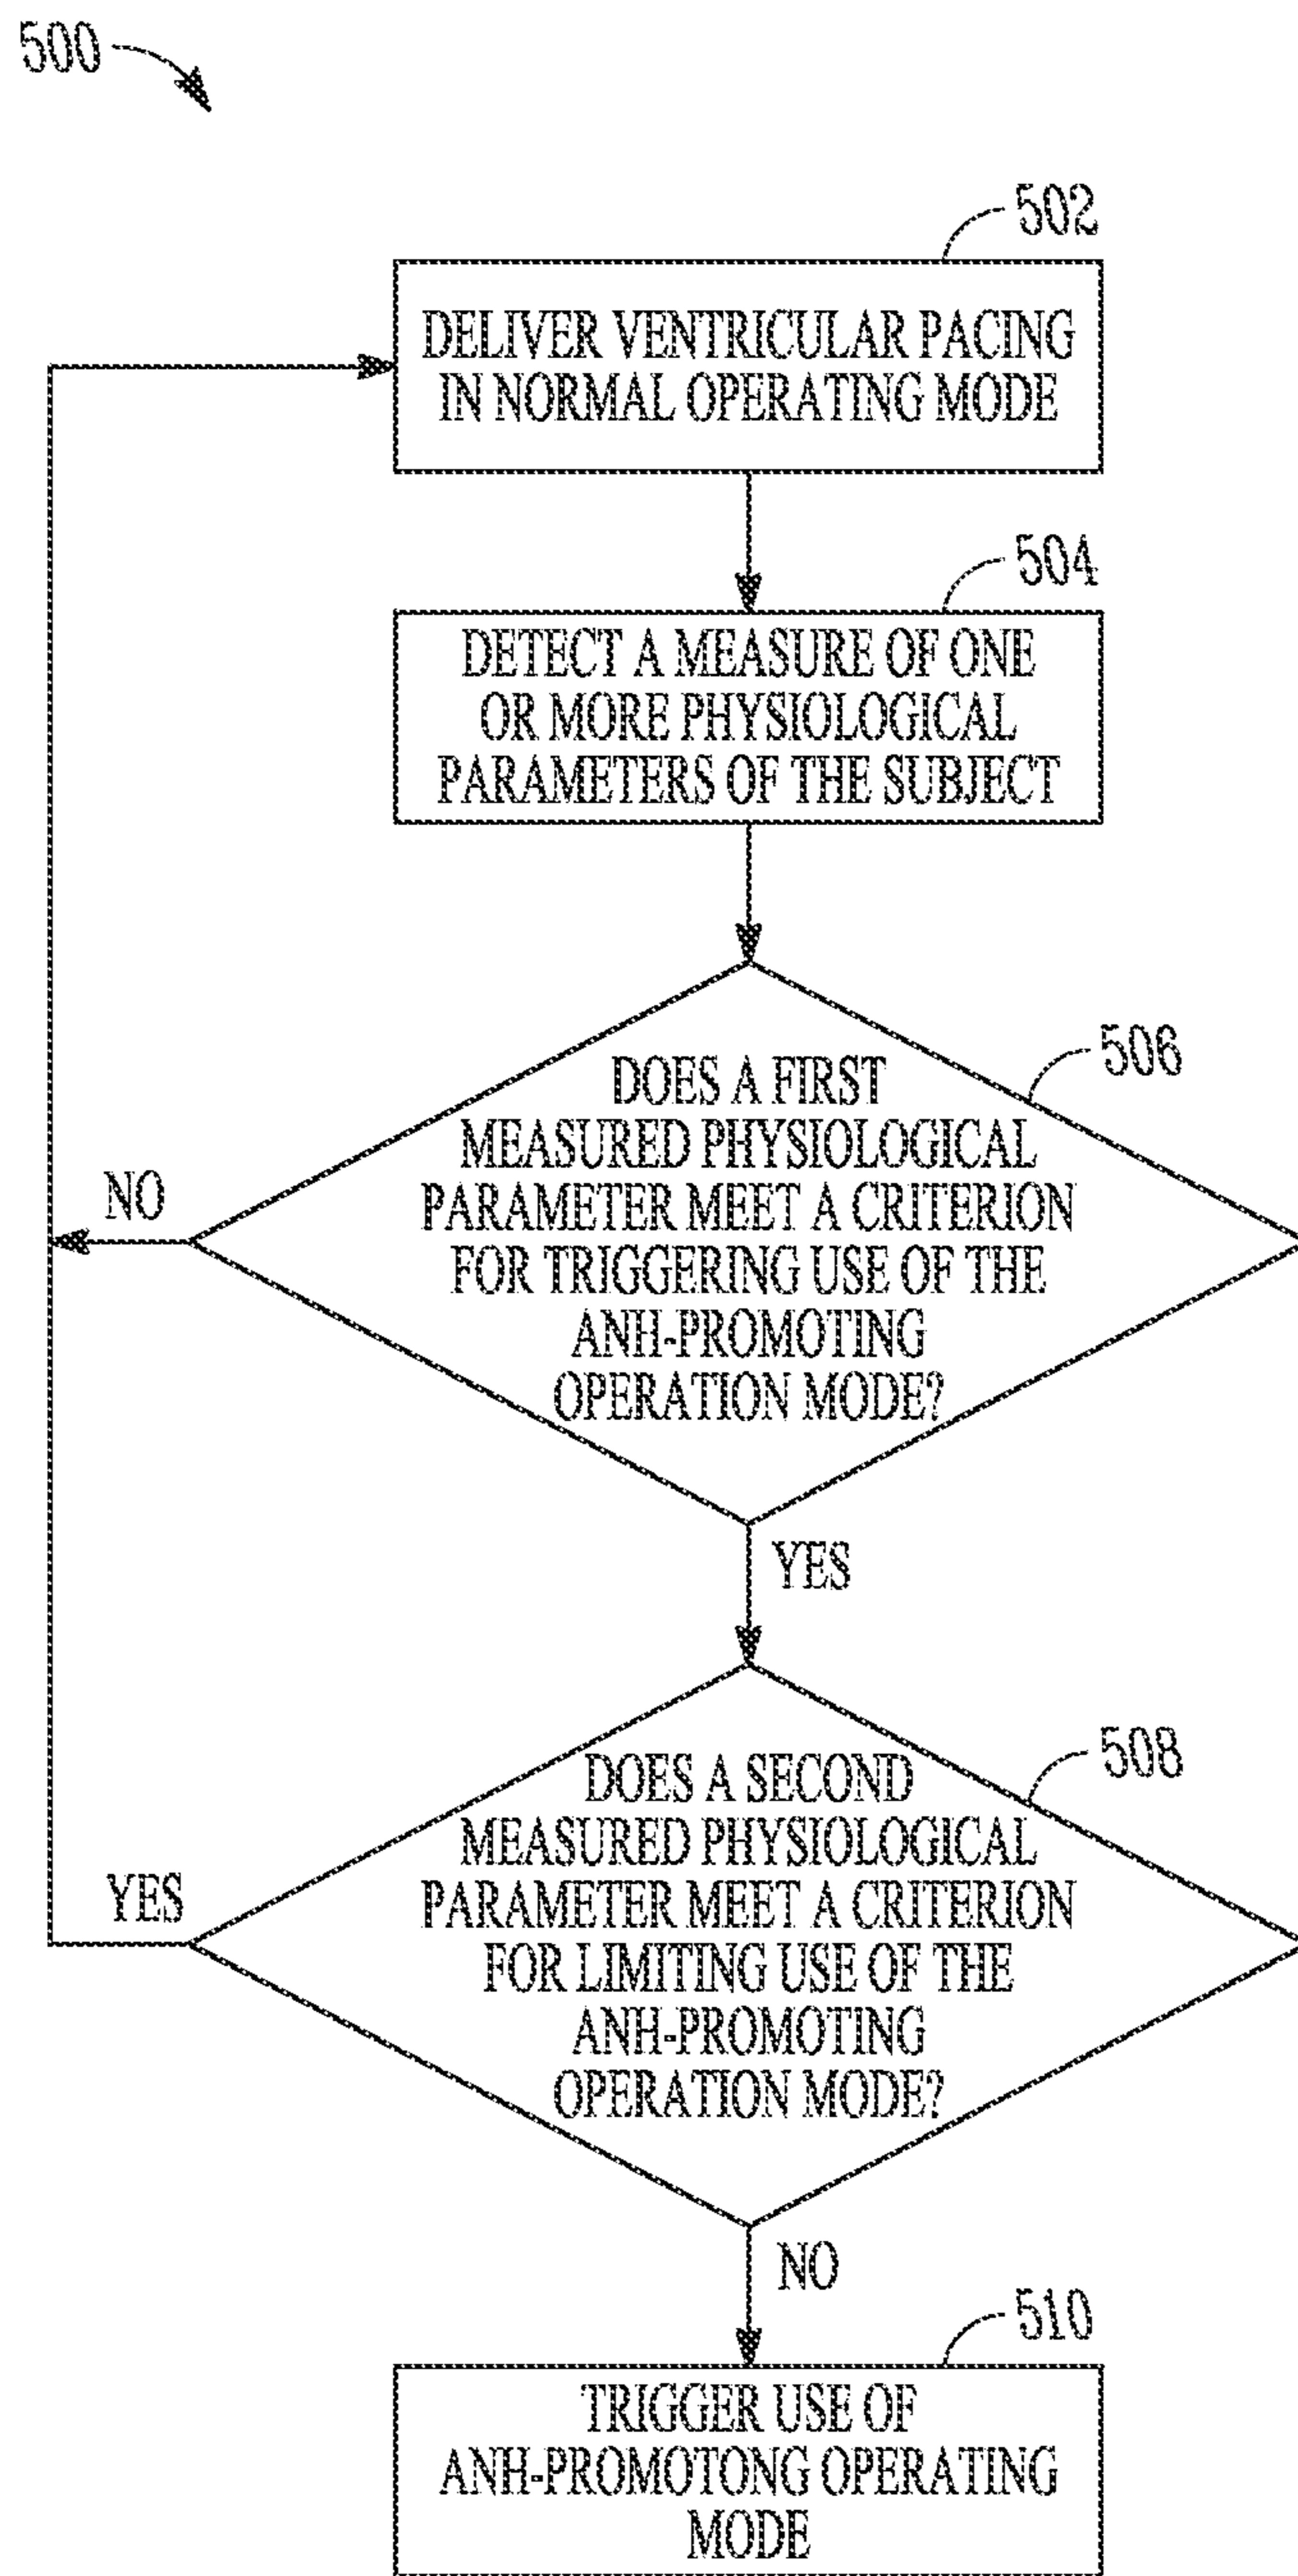 500
502
DELIVER VENTRICULAR PACING
IN NORMAL OPERATING MODE
504
DETECT A MEASURE OF ONE
OR MORE PHYSIOLOGICAL
PARAMETERS OF THE SUBJECT
506
DOES A FIRST
MEASURED PHYSIOLOGICAL
PARAMETER MEET A CRITERION
FOR TRIGGERING USE OF THE
ANH-PROMOTING
OPERATION MODE?
NO
YES
508
DOES A SECOND
MEASURED PHYSIOLOGICAL
PARAMETER MEET A CRITERION
FOR LIMITING USE OF THE
ANH-PROMOTING
OPERATION MODE?
YES
NO
510
TRIGGER USE OF
ANH-PROMOTONG OPERATING
MODE